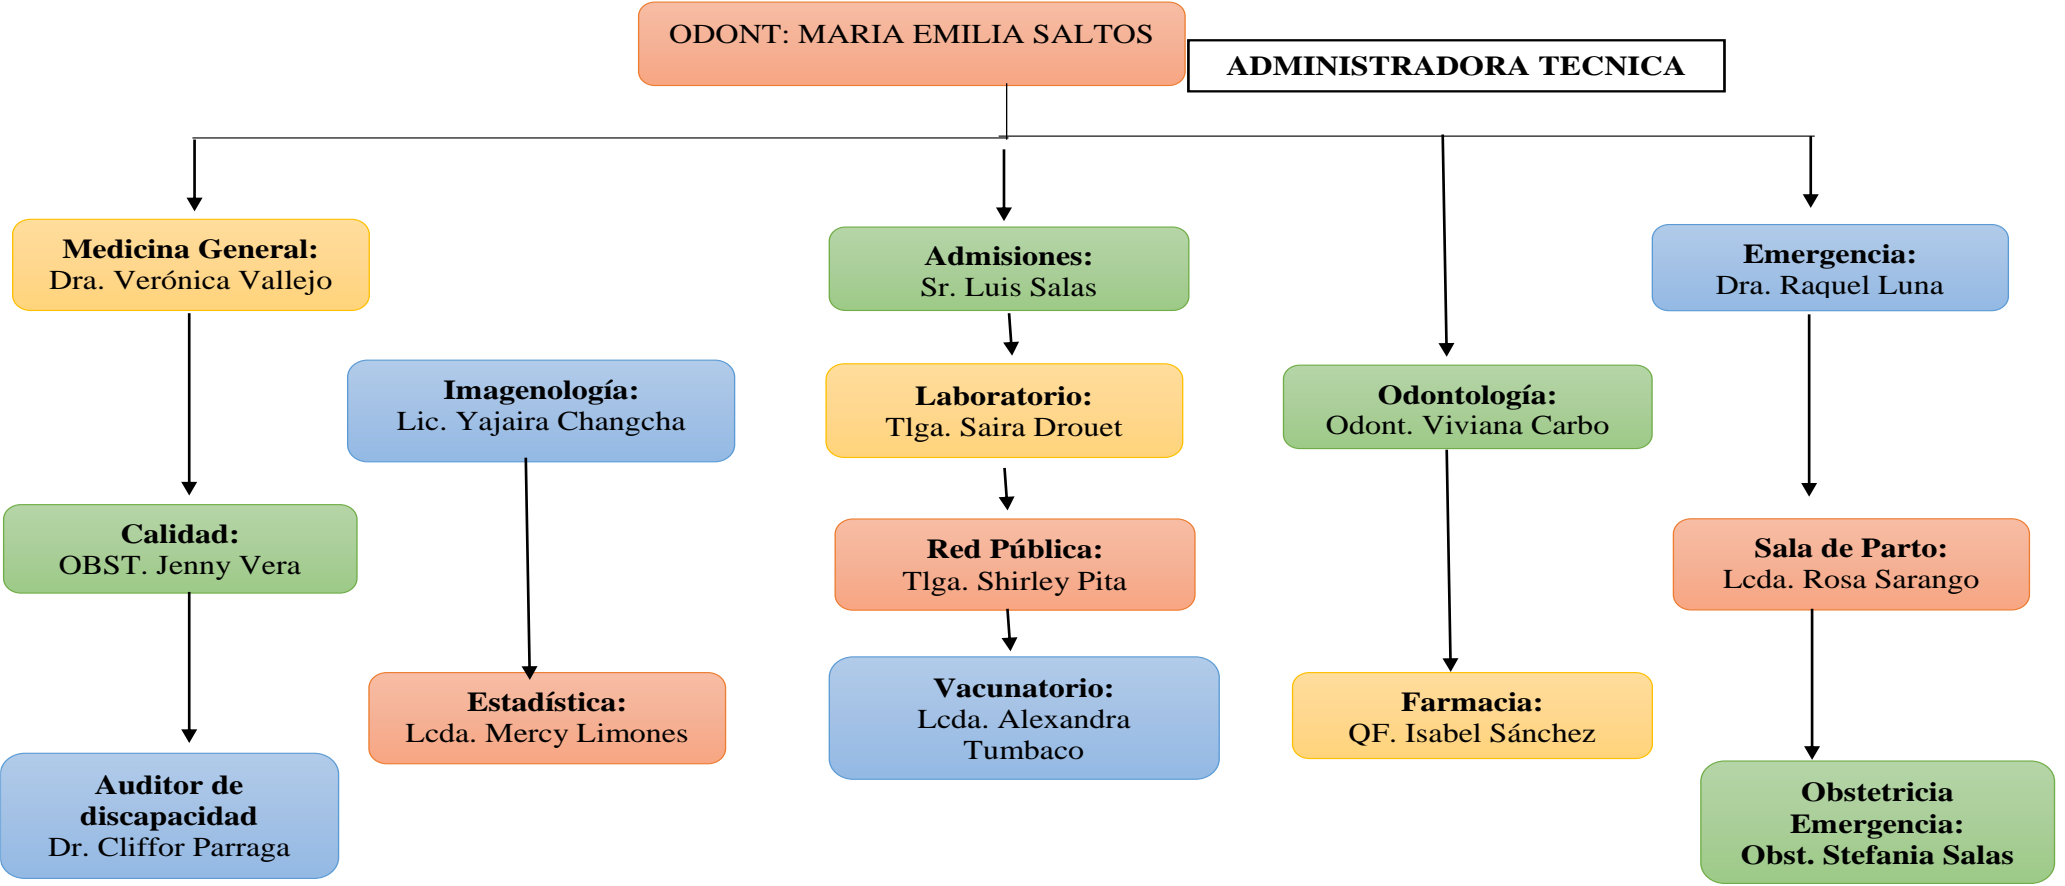 ODONT: MARIA EMILIA SALTOS
ADMINISTRADORA TECNICA
Medicina General:
Dra. Verónica Vallejo
Admisiones:
Sr. Luis Salas
Emergencia:
Dra. Raquel Luna
Imagenología:
Lic. Yajaira Changcha
Laboratorio:
Tlga. Saira Drouet
Odontología:
Odont. Viviana Carbo
Calidad:
OBST. Jenny Vera
Red Pública:
Tlga. Shirley Pita
Sala de Parto:
Lcda. Rosa Sarango
Estadística:
Lcda. Mercy Limones
Vacunatorio:
Lcda. Alexandra
Tumbaco
Farmacia:
QF. Isabel Sánchez
Auditor de
discapacidad
Dr. Cliffor Parraga
Obstetricia
Emergencia:
Obst. Stefania Salas